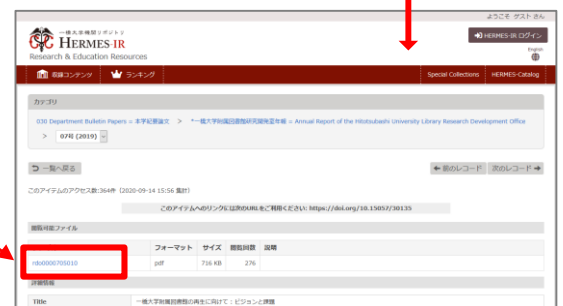 ようこそ ゲスト さん
一橋大学機関リポジトリ
HERMES-IR
Research & Education Resources
HERMES-IR ログイン
English
収録コンテンツ ランキング Special Collections HERMES-Catalog
カテゴリ
030 Department Bulletin Papers = 本学紀要論文 > *一橋大学附属図書館研究開発室年報 = Annual Report of the Hitotsubashi University Library Research Development Office
> 07号 (2019)
一覧へ戻る 前のレコード 次のレコード
このアイテムのアクセス数:364件 (2020-09-14 15:56 集計)
このアイテムへのリンクには次のURLをご利用ください: https://doi.org/10.15057/30135
閲覧可能ファイル
フォーマット サイズ 閲覧回数 説明
rdo0000705010 pdf 716 KB 276
詳細情報
Title 一橋大学附属図書館の再生に向けて : ビジョンと課題